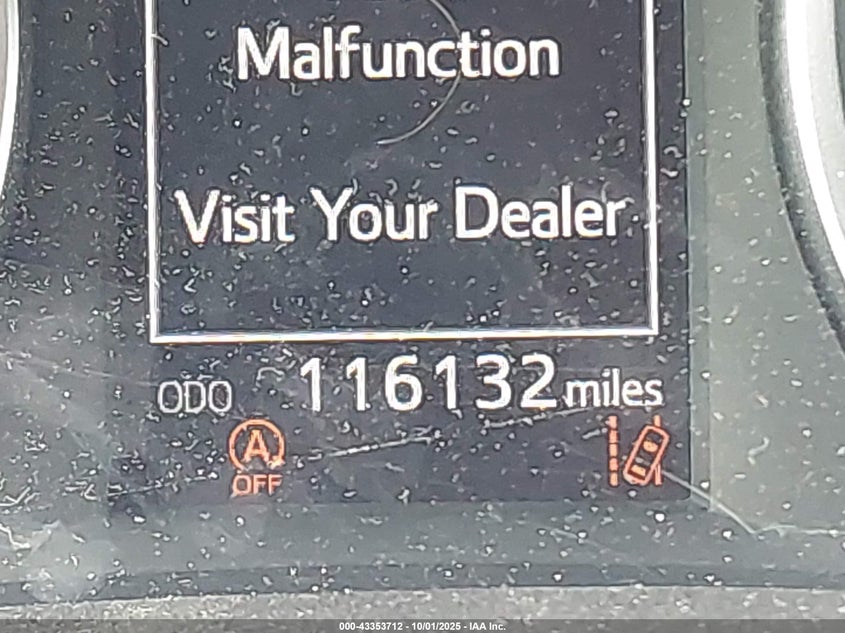 Malfunction
Visit Your Dealer
ODO 116132 miles
A
OFF
000-43353712 - 10/01/2025 - IAA Inc.